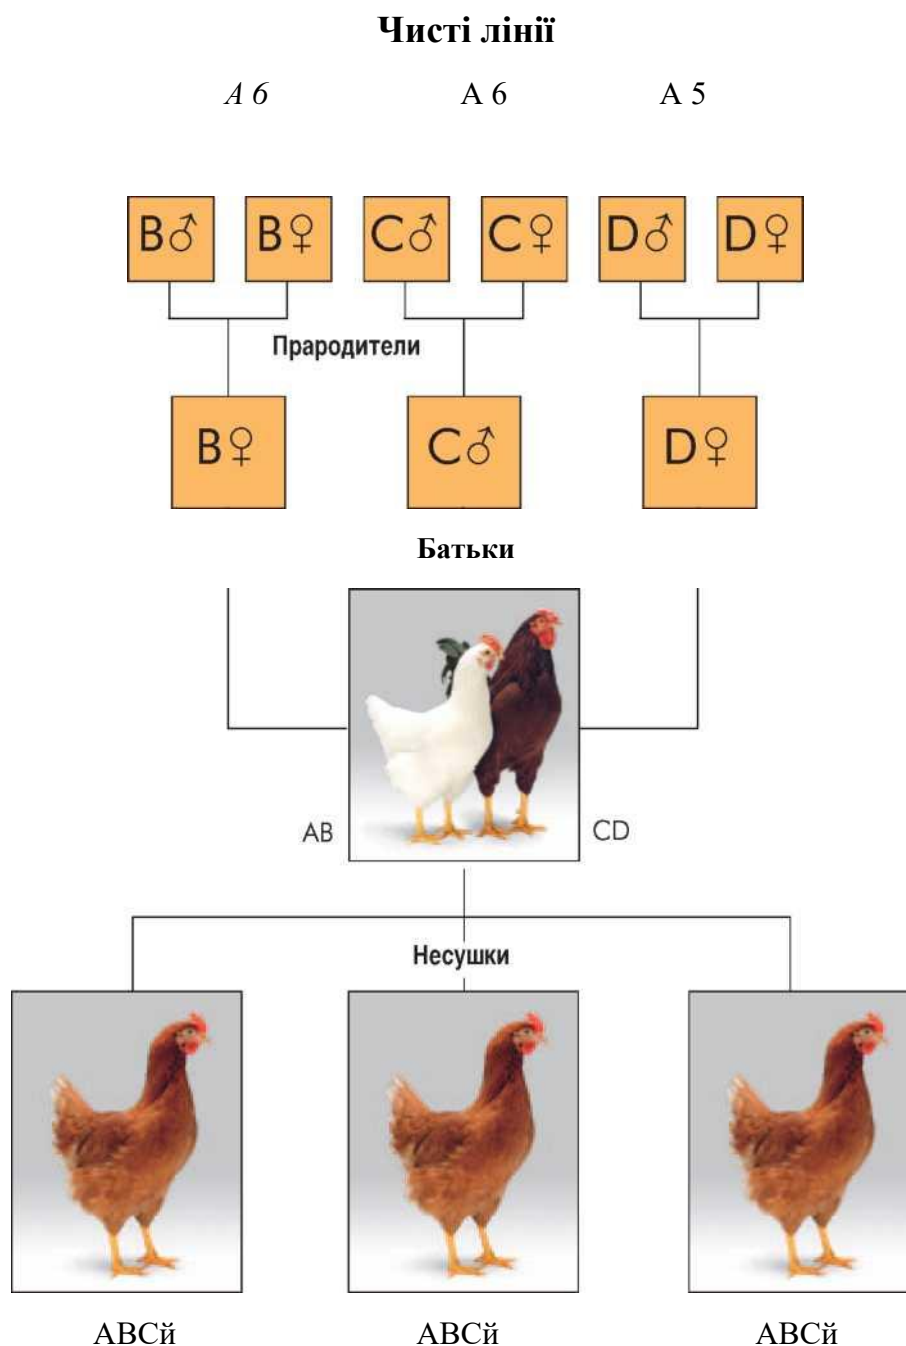 Чисті лінії
А 6 А 6 А 5
B♂ B♀ C♂ C♀ D♂ D♀
Прародители
B♀ C♂ D♀
Батьки
AB CD
Несушки
АВСй АВСй АВСй